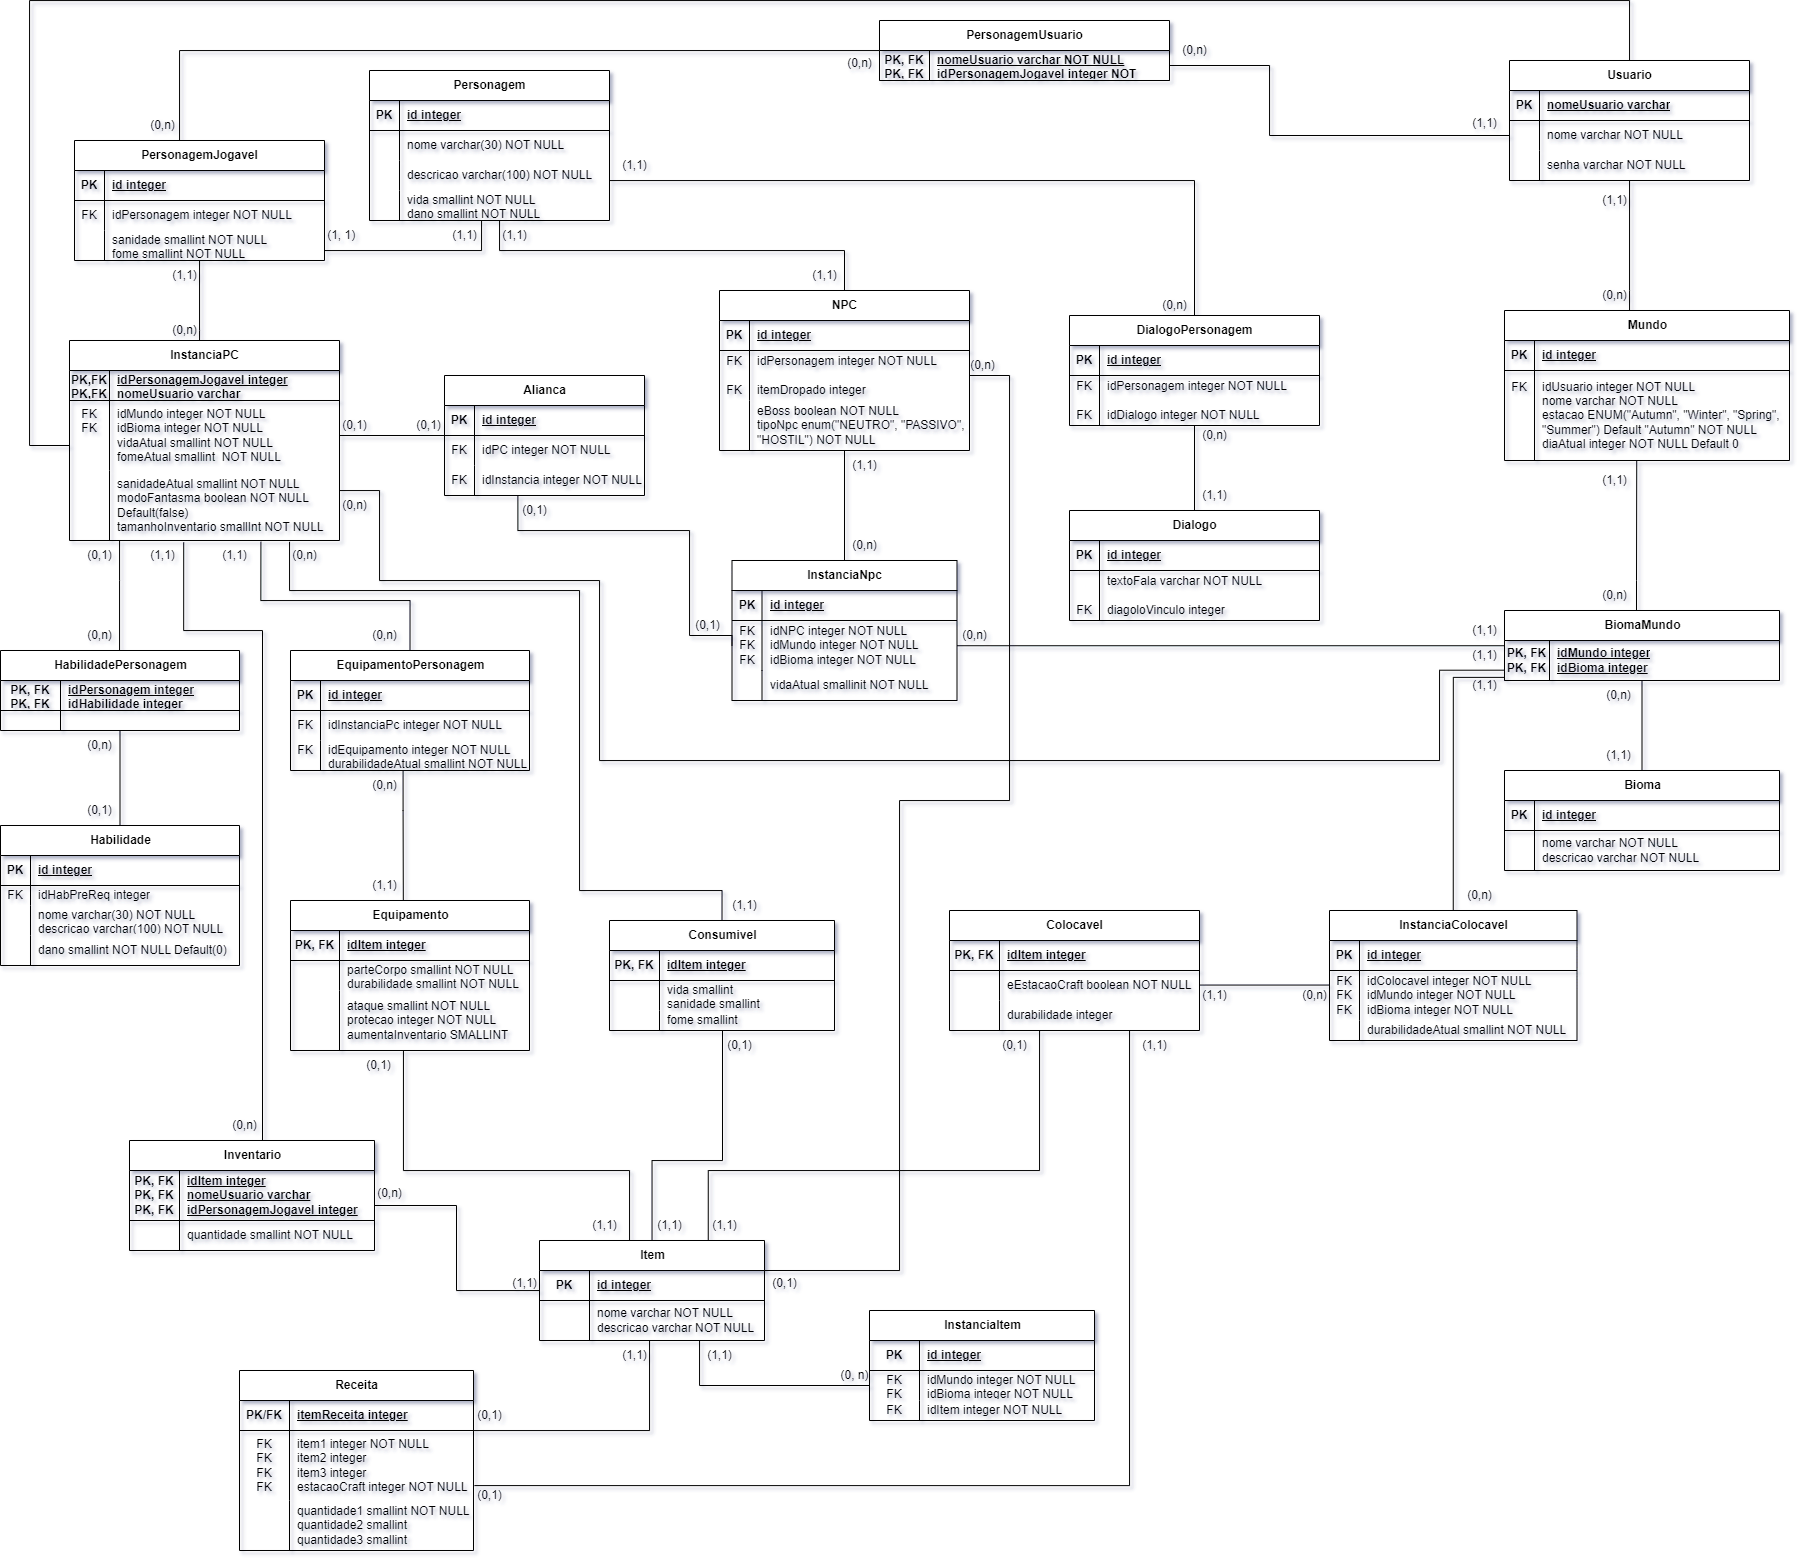 PersonagemUsuario
PK, FK nomeUsuario varchar NOT NULL
PK, FK idPersonagemJogavel integer NOT
(0,n)
(0,n)
Usuario
PK nomeUsuario varchar
nome varchar NOT NULL
senha varchar NOT NULL
(1,1)
(1,1)
Personagem
PK id integer
nome varchar(30) NOT NULL
descricao varchar(100) NOT NULL
vida smallint NOT NULL
dano smallint NOT NULL
(1,1)
(1,1)
(1,1)
(0,n)
PersonagemJogavel
PK id integer
FK idPersonagem integer NOT NULL
sanidade smallint NOT NULL
fome smallint NOT NULL
(1, 1)
(1,1)
(0,n)
InstanciaPC
PK,FK idPersonagemJogavel integer
PK,FK nomeUsuario varchar
FK idMundo integer NOT NULL
FK idBioma integer NOT NULL
vidaAtual smallint NOT NULL
fomeAtual smallint  NOT NULL
sanidadeAtual smallint NOT NULL
modoFantasma boolean NOT NULL
Default(false)
tamanhoInventario smallInt NOT NULL
(0,1)
(0,n)
(0,1)
(1,1)
(1,1)
(0,n)
Alianca
PK id integer
FK idPC integer NOT NULL
FK idInstancia integer NOT NULL
(0,1)
(0,1)
(1,1)
NPC
PK id integer
FK idPersonagem integer NOT NULL
FK itemDropado integer
eBoss boolean NOT NULL
tipoNpc enum("NEUTRO", "PASSIVO",
"HOSTIL") NOT NULL
(0,n)
(1,1)
(0,n)
DialogoPersonagem
PK id integer
FK idPersonagem integer NOT NULL
FK idDialogo integer NOT NULL
(0,n)
(1,1)
Dialogo
PK id integer
textoFala varchar NOT NULL
FK diagoloVinculo integer
(0,n)
Mundo
PK id integer
FK idUsuario integer NOT NULL
nome varchar NOT NULL
estacao ENUM("Autumn", "Winter", "Spring",
"Summer") Default "Autumn" NOT NULL
diaAtual integer NOT NULL Default 0
(1,1)
(0,n)
(0,n)
InstanciaNpc
PK id integer
FK idNPC integer NOT NULL
FK idMundo integer NOT NULL
FK idBioma integer NOT NULL
vidaAtual smallinit NOT NULL
(0,1)
(0,n)
(1,1)
(1,1)
(1,1)
BiomaMundo
PK, FK idMundo integer
PK, FK idBioma integer
(0,n)
(1,1)
Bioma
PK id integer
nome varchar NOT NULL
descricao varchar NOT NULL
(0,n)
HabilidadePersonagem
PK, FK idPersonagem integer
PK, FK idHabilidade integer
(0,n)
(0,1)
Habilidade
PK id integer
FK idHabPreReq integer
nome varchar(30) NOT NULL
descricao varchar(100) NOT NULL
dano smallint NOT NULL Default(0)
(0,n)
EquipamentoPersonagem
PK id integer
FK idInstanciaPc integer NOT NULL
FK idEquipamento integer NOT NULL
durabilidadeAtual smallint NOT NULL
(0,n)
(1,1)
Equipamento
PK, FK idItem integer
parteCorpo smallint NOT NULL
durabilidade smallint NOT NULL
ataque smallint NOT NULL
protecao integer NOT NULL
aumentaInventario SMALLINT
(0,1)
(1,1)
Consumivel
PK, FK idItem integer
vida smallint
sanidade smallint
fome smallint
(0,1)
Colocavel
PK, FK idItem integer
eEstacaoCraft boolean NOT NULL
durabilidade integer
(0,1)
(1,1)
(1,1)
(0,n)
(0,n)
InstanciaColocavel
PK id integer
FK idColocavel integer NOT NULL
FK idMundo integer NOT NULL
FK idBioma integer NOT NULL
durabilidadeAtual smallint NOT NULL
(0,n)
Inventario
PK, FK idItem integer
PK, FK nomeUsuario varchar
PK, FK idPersonagemJogavel integer
quantidade smallint NOT NULL
(0,n)
(1,1)
(1,1)
(1,1)
(1,1)
(0,1)
Item
PK id integer
nome varchar NOT NULL
descricao varchar NOT NULL
(1,1)
(1,1)
(0, n)
InstanciaItem
PK id integer
FK idMundo integer NOT NULL
FK idBioma integer NOT NULL
FK idItem integer NOT NULL
Receita
PK/FK itemReceita integer
FK item1 integer NOT NULL
FK item2 integer
FK item3 integer
FK estacaoCraft integer NOT NULL
quantidade1 smallint NOT NULL
quantidade2 smallint
quantidade3 smallint
(0,1)
(0,1)